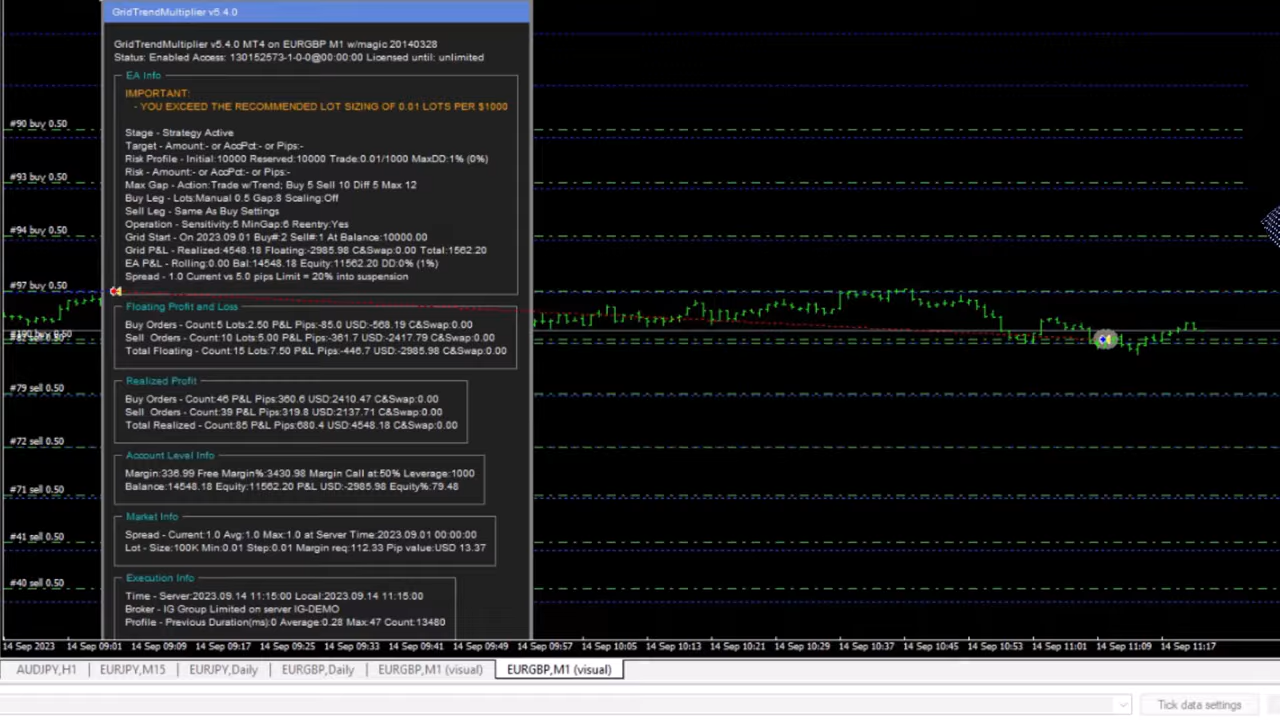 GridTrendMultiplier v5.4.0
GridTrendMultiplier v5.4.0 MT4 on EURGBP M1 w/magic 20140328
Status: Enabled Access: 130152573-1-0-0@00:00:00 Licensed until: unlimited
EA Info
IMPORTANT:
- YOU EXCEED THE RECOMMENDED LOT SIZING OF 0.01 LOTS PER $1000
Stage - Strategy Active
Target - Amount:- or AccPct:- or Pips:-
Risk Profile - Initial:10000 Reserved:10000 Trade:0.01/1000 MaxDD:1% (0%)
Risk - Amount:- or AccPct:- or Pips:-
Max Gap - Action:Trade w/Trend; Buy 5 Sell 10 Diff 5 Max 12
Buy Leg - Lots:Manual 0.5 Gap:8 Scaling:Off
Sell Leg - Same As Buy Settings
Operation - Sensitivity:5 MinGap:6 Reentry:Yes
Grid Start - On 2023.09.01 Buy#:2 Sell#:1 At Balance:10000.00
Grid P&L - Realized:4548.18 Floating:-2985.98 C&Swap:0.00 Total:1562.20
EA P&L - Rolling:0.00 Bal:14548.18 Equity:11562.20 DD:0% (1%)
Spread - 1.0 Current vs 5.0 pips Limit = 20% into suspension
Floating Profit and Loss
Buy Orders - Count:5 Lots:2.50 P&L Pips:-85.0 USD:-568.19 C&Swap:0.00
Sell Orders - Count:10 Lots:5.00 P&L Pips:-361.7 USD:-2417.79 C&Swap:0.00
Total Floating - Count:15 Lots:7.50 P&L Pips:-446.7 USD:-2985.98 C&Swap:0.00
Realized Profit
Buy Orders - Count:46 P&L Pips:360.6 USD:2410.47 C&Swap:0.00
Sell Orders - Count:39 P&L Pips:319.8 USD:2137.71 C&Swap:0.00
Total Realized - Count:85 P&L Pips:680.4 USD:4548.18 C&Swap:0.00
Account Level Info
Margin:336.99 Free Margin%:3430.98 Margin Call at:50% Leverage:1000
Balance:14548.18 Equity:11562.20 P&L USD:-2985.98 Equity%:79.48
Market Info
Spread - Current:1.0 Avg:1.0 Max:1.0 at Server Time:2023.09.01 00:00:00
Lot - Size:100K Min:0.01 Step:0.01 Margin req:112.33 Pip value:USD 13.37
Execution Info
Time - Server:2023.09.14 11:15:00 Local:2023.09.14 11:15:00
Broker - IG Group Limited on server IG-DEMO
Profile - Previous Duration(ms):0 Average:0.28 Max:47 Count:13480
#90 buy 0.50
#93 buy 0.50
#94 buy 0.50
#97 buy 0.50
#79 sell 0.50
#72 sell 0.50
#71 sell 0.50
#41 sell 0.50
#40 sell 0.50
14 Sep 2023 14 Sep 09:01 14 Sep 09:09 14 Sep 09:17 14 Sep 09:25 14 Sep 09:33 14 Sep 09:41 14 Sep 09:49 14 Sep 09:57 14 Sep 10:05 14 Sep 10:13 14 Sep 10:21 14 Sep 10:29 14 Sep 10:37 14 Sep 10:45 14 Sep 10:53 14 Sep 11:01 14 Sep 11:09 14 Sep 11:17
AUDJPY,H1 EURJPY,M15 EURJPY,Daily EURGBP,Daily EURGBP,M1 (visual) EURGBP,M1 (visual)
Tick data settings